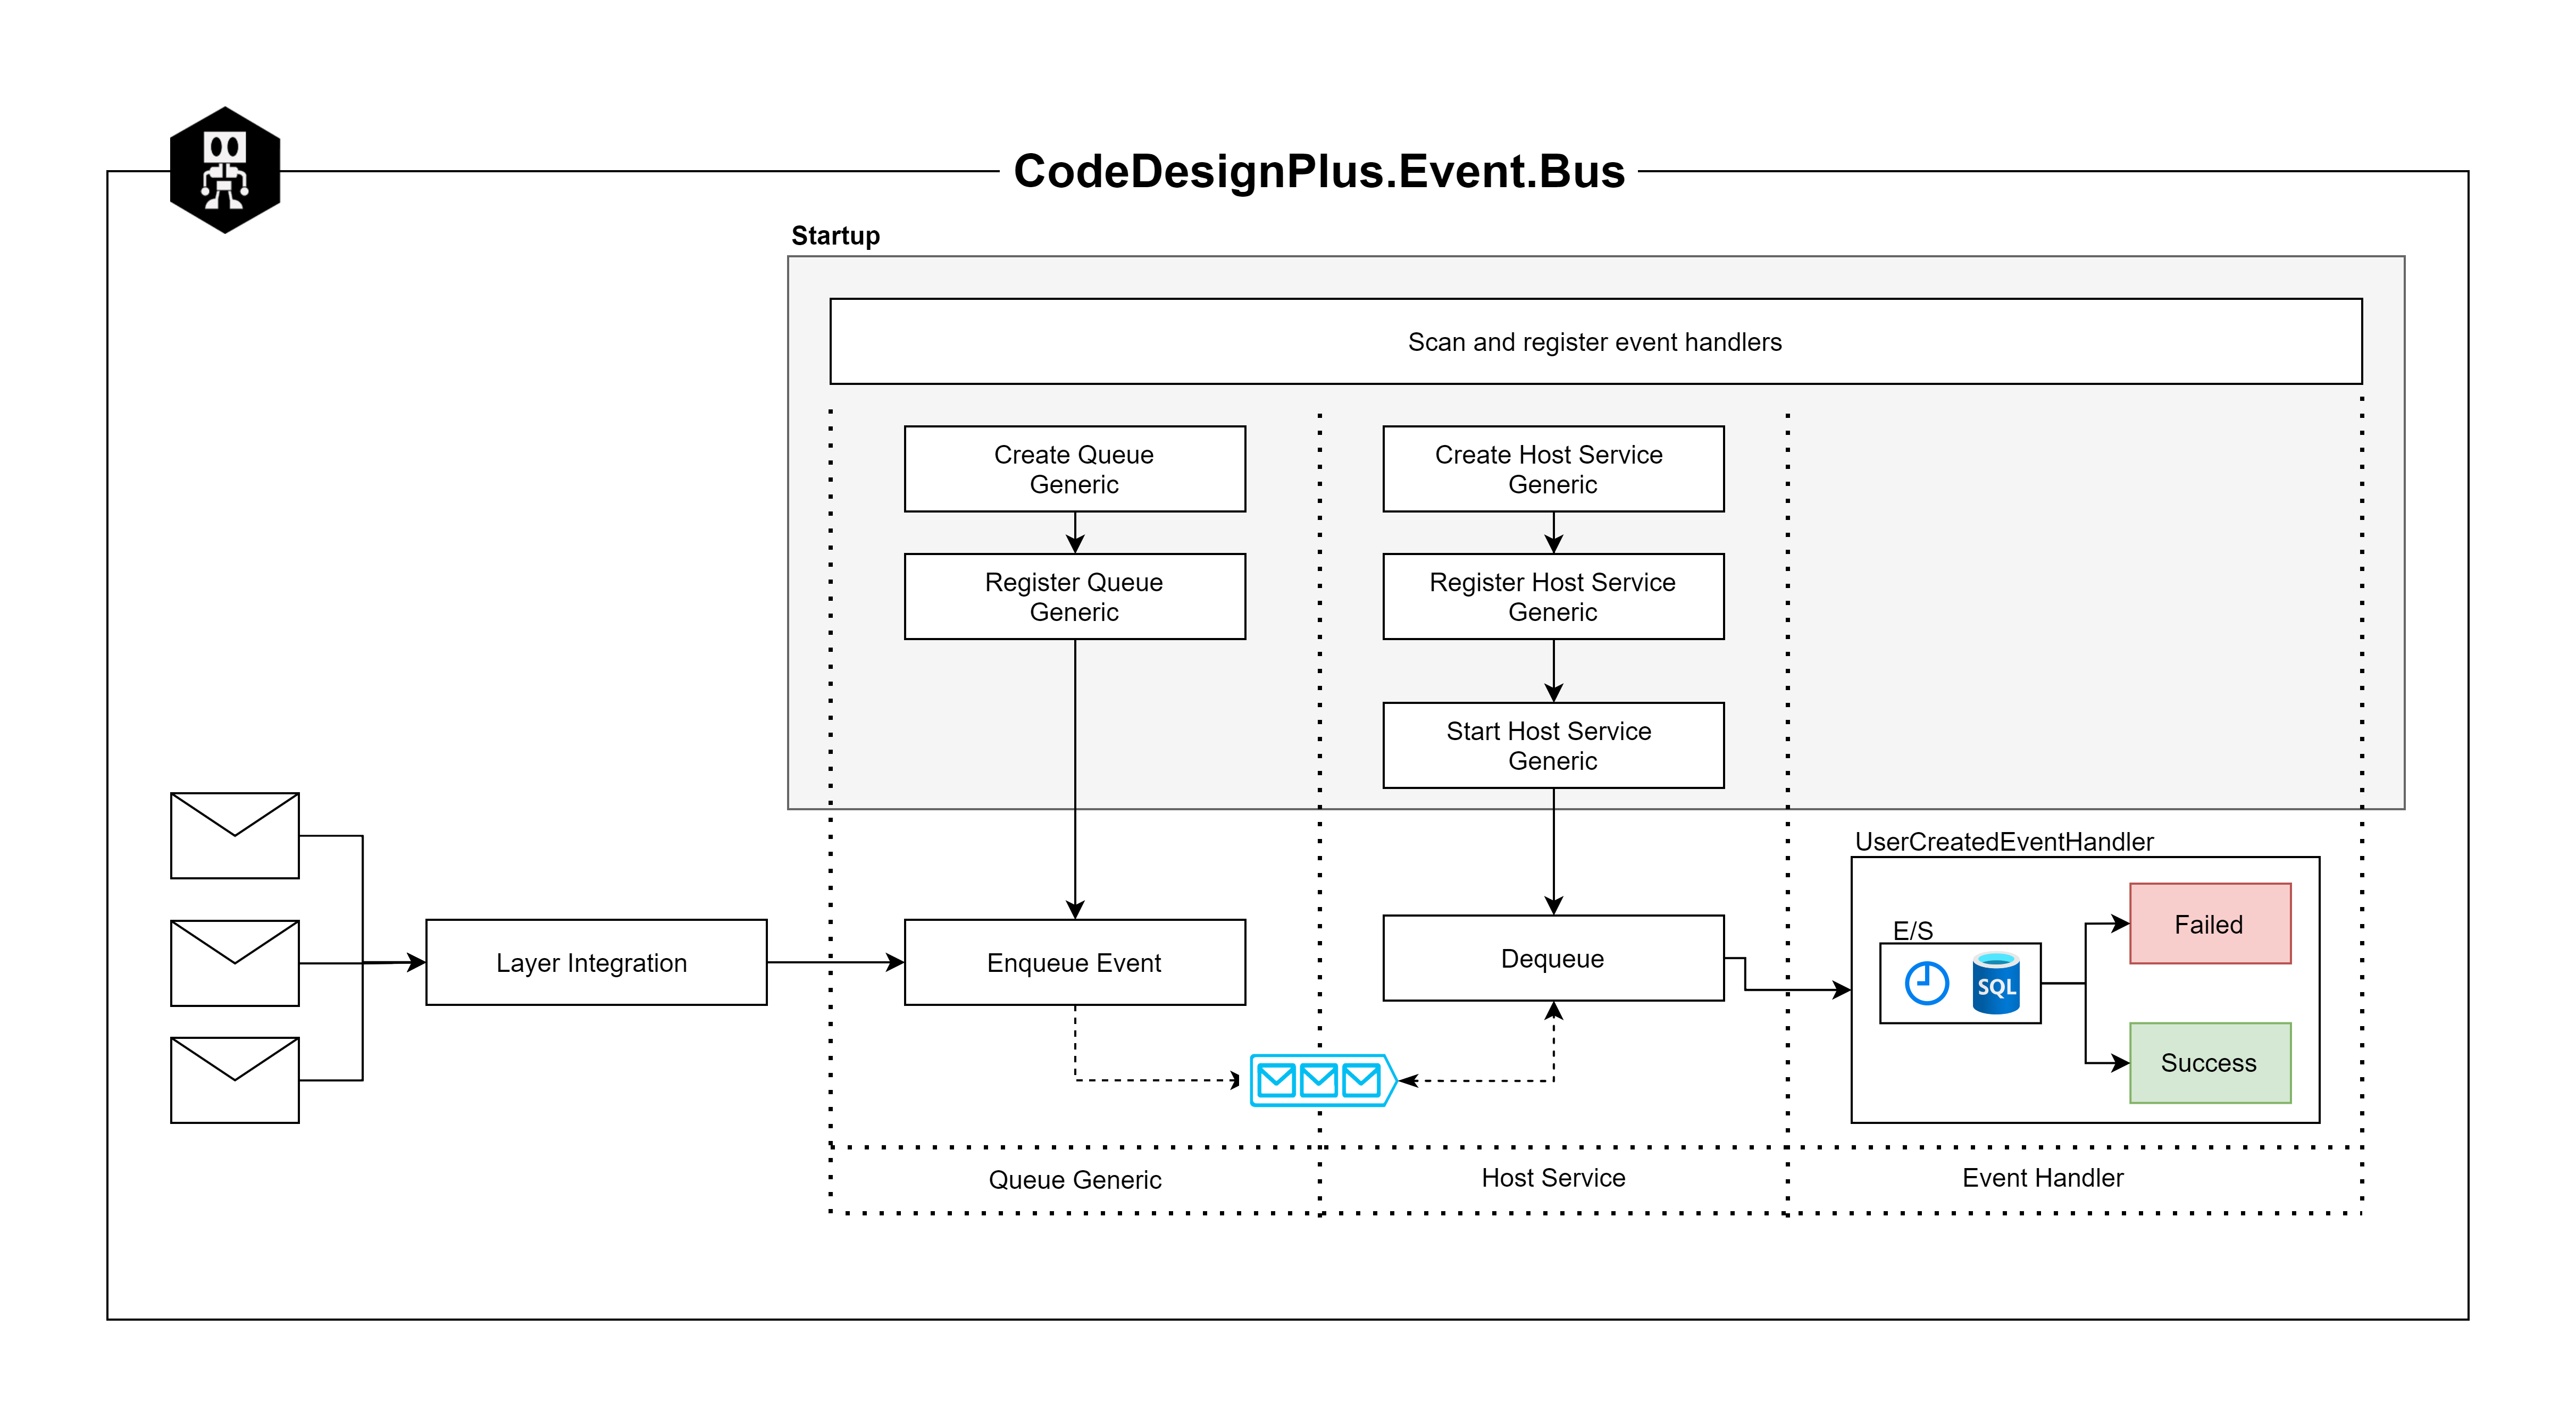 CodeDesignPlus.Event.Bus
Startup
Scan and register event handlers
Create Queue
Generic
Create Host Service
Generic
Register Queue
Generic
Register Host Service
Generic
Start Host Service
Generic
UserCreatedEventHandler
Layer Integration
Enqueue Event
Dequeue
E/S
SQL
Failed
Success
Queue Generic
Host Service
Event Handler